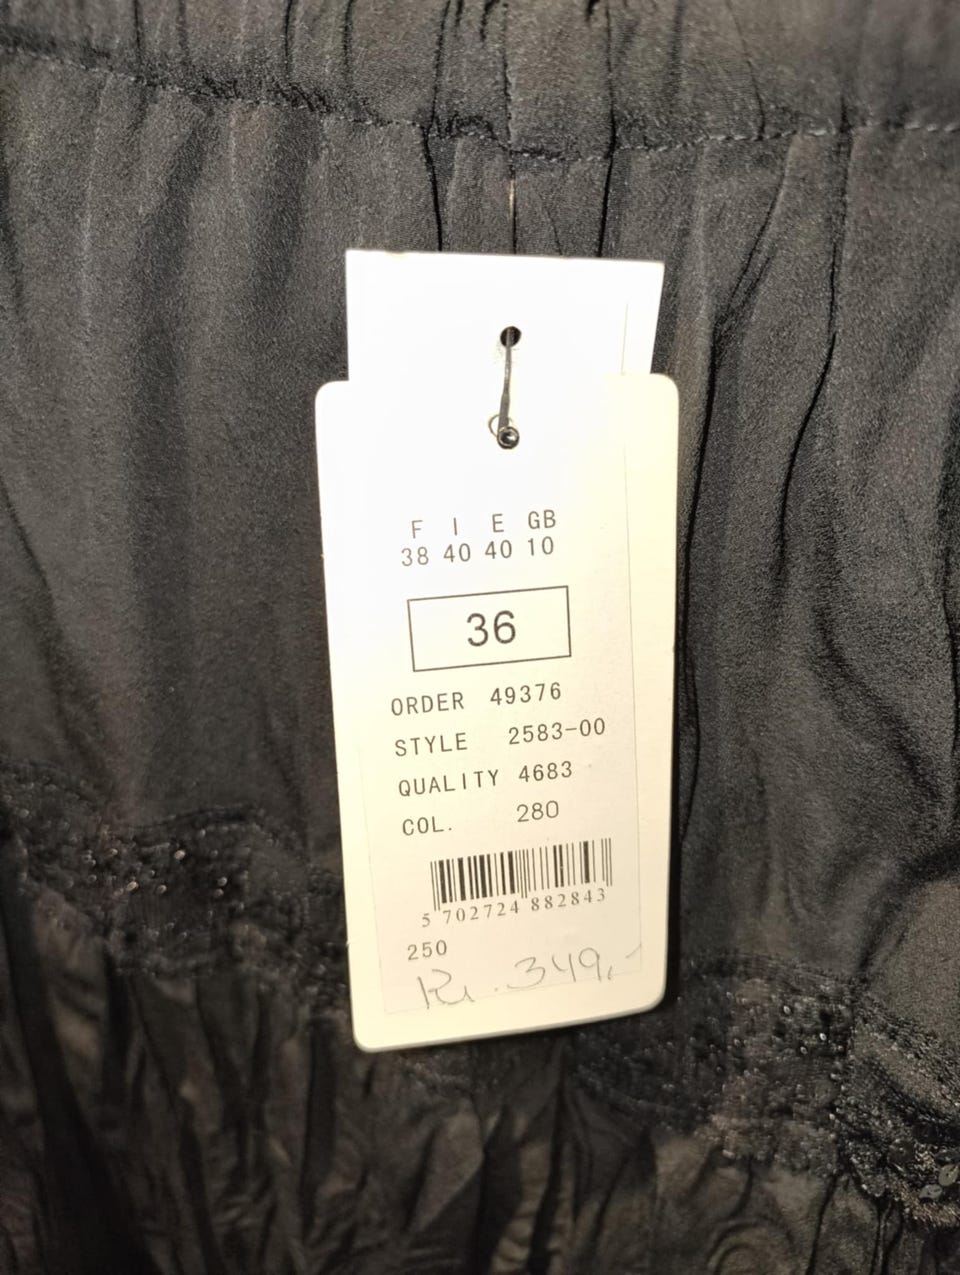 F I E GB
38 40 40 10
36
ORDER 49376
STYLE 2583-00
QUALITY 4683
COL. 280
5 702724 882843
250
Kr. 349,-